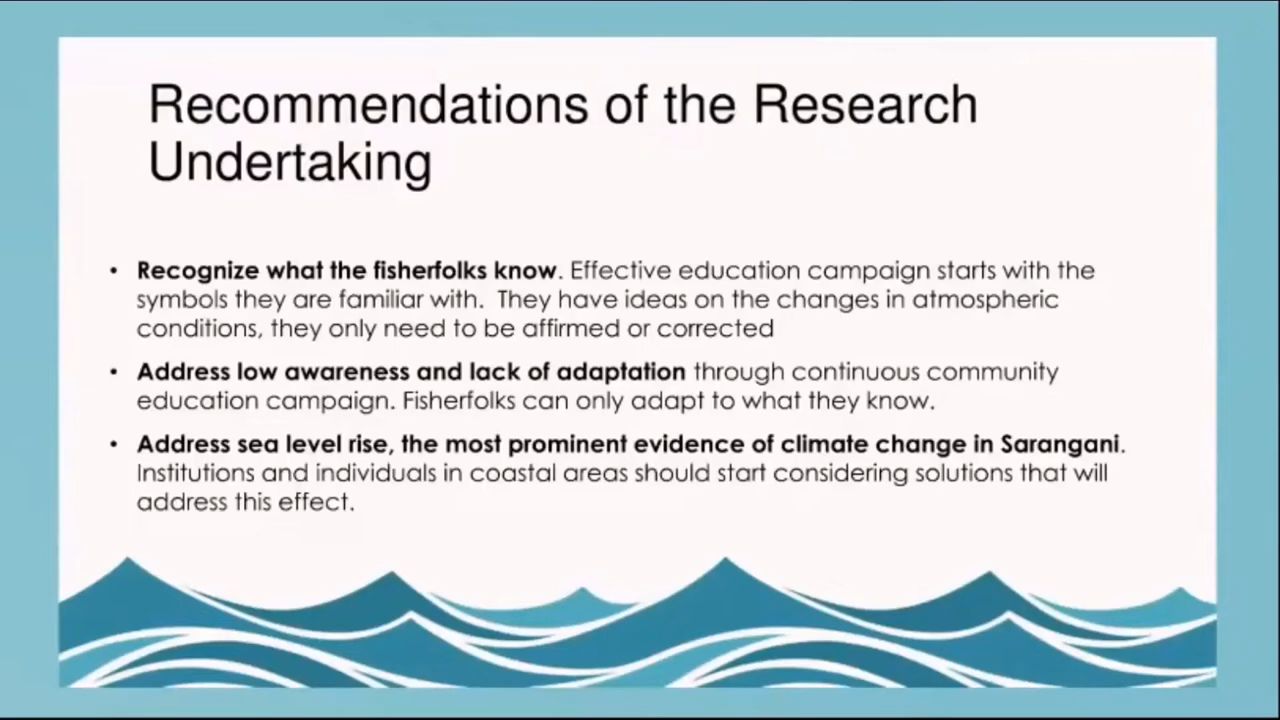 Recommendations of the Research
Undertaking
• Recognize what the fisherfolks know. Effective education campaign starts with the
symbols they are familiar with.  They have ideas on the changes in atmospheric
conditions, they only need to be affirmed or corrected
• Address low awareness and lack of adaptation through continuous community
education campaign. Fisherfolks can only adapt to what they know.
• Address sea level rise, the most prominent evidence of climate change in Sarangani.
Institutions and individuals in coastal areas should start considering solutions that will
address this effect.